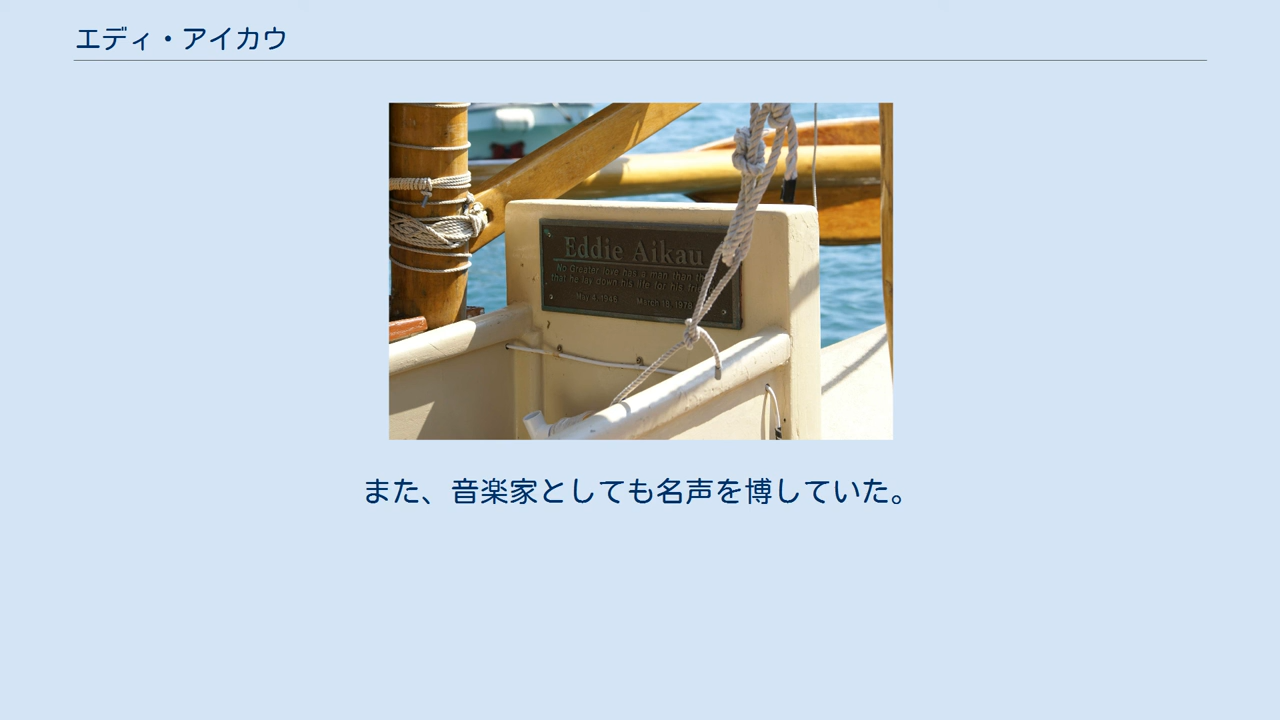 エディ・アイカウ
Eddie Aikau
No Greater love has a man than
that he lay down his life for his
May 4, 1946 March 18, 1978
また、音楽家としても名声を博していた。